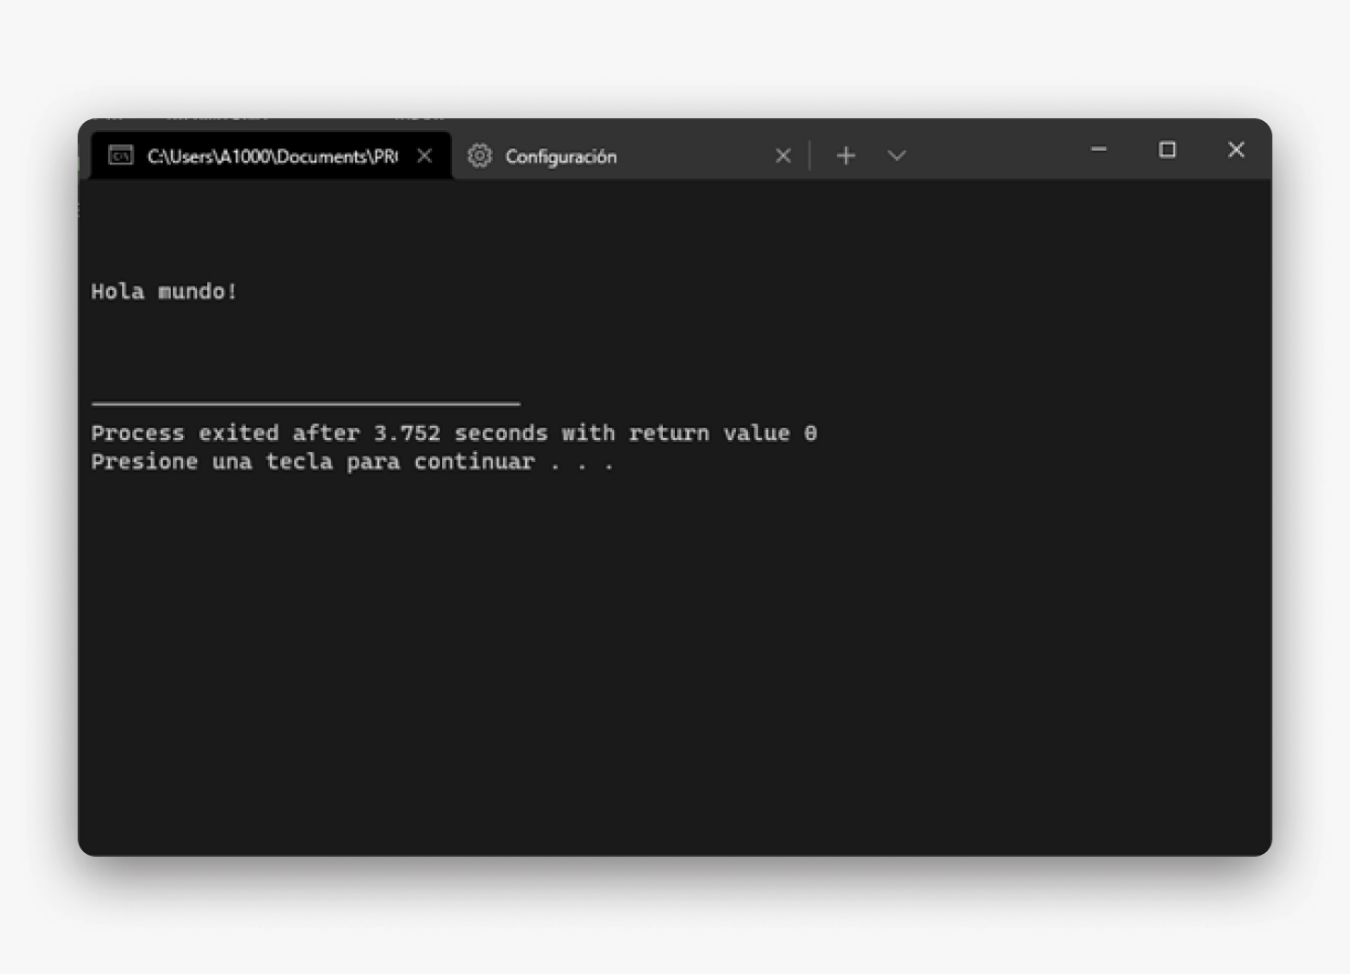 C:\Users\A1000\Documents\PR
Configuración
Hola mundo!
Process exited after 3.752 seconds with return value 0
Presione una tecla para continuar . . .